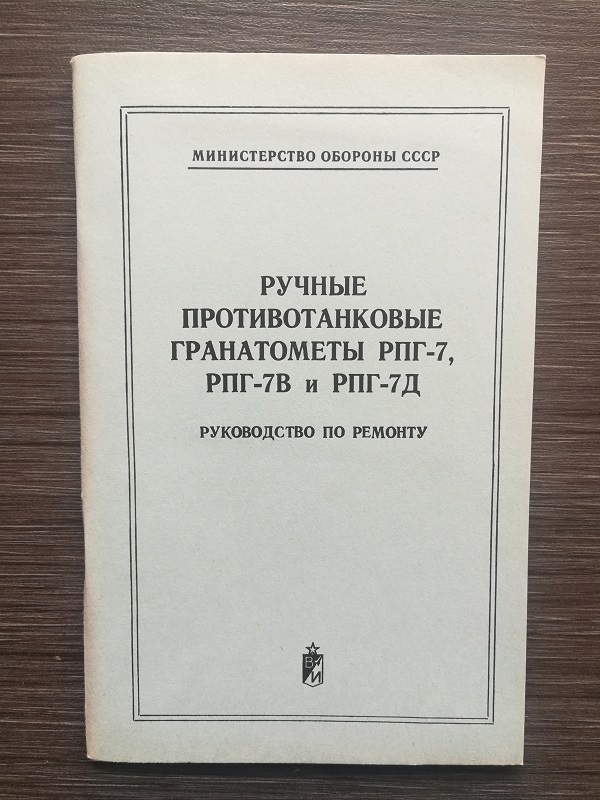 МИНИСТЕРСТВО ОБОРОНЫ СССР
РУЧНЫЕ
ПРОТИВОТАНКОВЫЕ
ГРАНАТОМЕТЫ РПГ-7,
РПГ-7В и РПГ-7Д
РУКОВОДСТВО ПО РЕМОНТУ
В
И